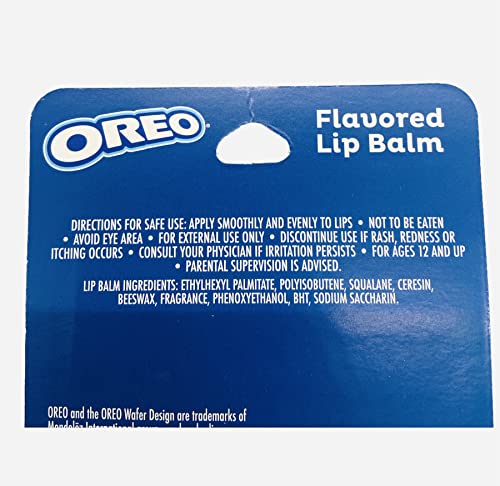 OREO
Flavored
Lip Balm
DIRECTIONS FOR SAFE USE: APPLY SMOOTHLY AND EVENLY TO LIPS • NOT TO BE EATEN
• AVOID EYE AREA • FOR EXTERNAL USE ONLY • DISCONTINUE USE IF RASH, REDNESS OR
ITCHING OCCURS • CONSULT YOUR PHYSICIAN IF IRRITATION PERSISTS • FOR AGES 12 AND UP
• PARENTAL SUPERVISION IS ADVISED.
LIP BALM INGREDIENTS: ETHYLHEXYL PALMITATE, POLYISOBUTENE, SQUALANE, CERESIN,
BEESWAX, FRAGRANCE, PHENOXYETHANOL, BHT, SODIUM SACCHARIN.
OREO and the OREO Wafer Design are trademarks of
Mondelēz International